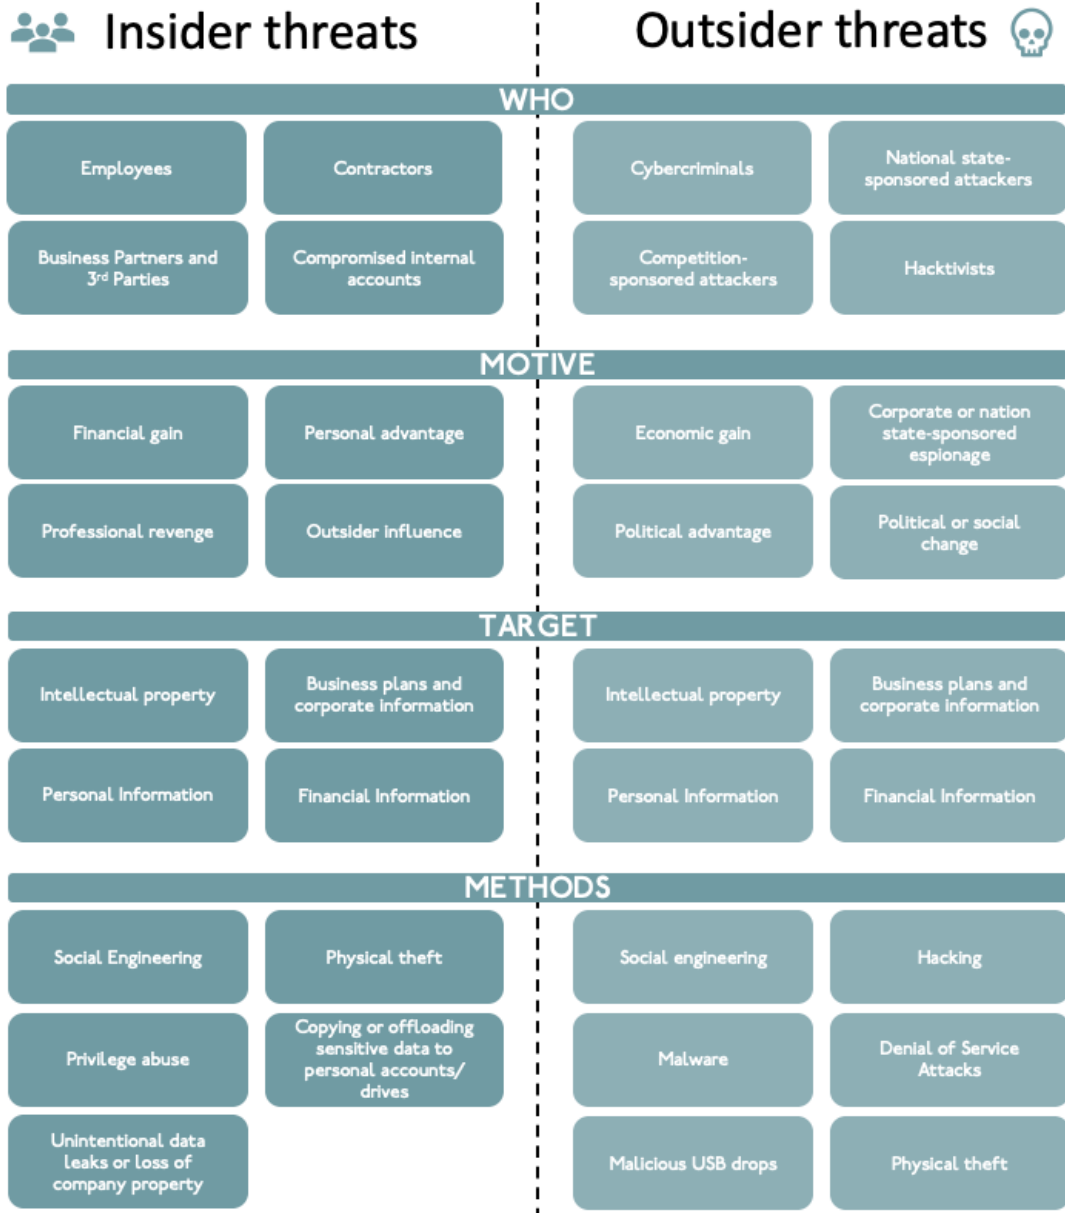 Insider threats
Outsider threats
WHO
Employees
Contractors
Cybercriminals
National state-
sponsored attackers
Business Partners and
3rd Parties
Compromised internal
accounts
Competition-
sponsored attackers
Hacktivists
MOTIVE
Financial gain
Personal advantage
Economic gain
Corporate or nation
state-sponsored
espionage
Professional revenge
Outsider influence
Political advantage
Political or social
change
TARGET
Intellectual property
Business plans and
corporate information
Intellectual property
Business plans and
corporate information
Personal Information
Financial Information
Personal Information
Financial Information
METHODS
Social Engineering
Physical theft
Social engineering
Hacking
Privilege abuse
Copying or offloading
sensitive data to
personal accounts/
drives
Malware
Denial of Service
Attacks
Unintentional data
leaks or loss of
company property
Malicious USB drops
Physical theft